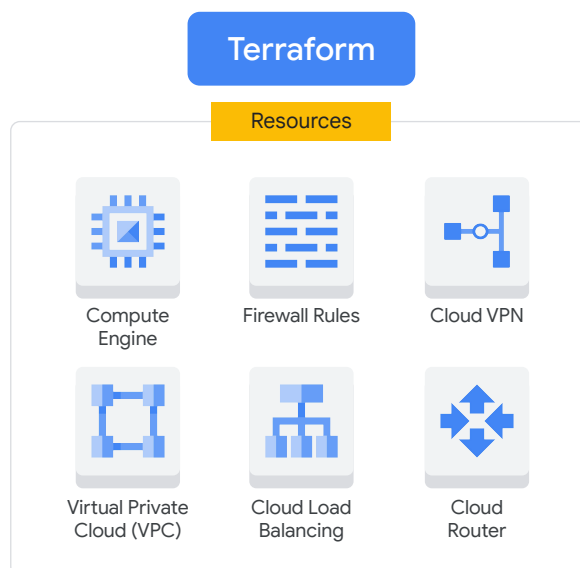 Terraform
Resources
Compute
Engine
Firewall Rules
Cloud VPN
Virtual Private
Cloud (VPC)
Cloud Load
Balancing
Cloud
Router